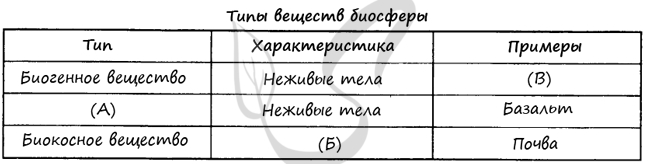 Типы веществ биосферы
Тип Характеристика Примеры
Биогенное вещество Неживые тела (В)
(А) Неживые тела Базальт
Биокосное вещество (Б) Почва